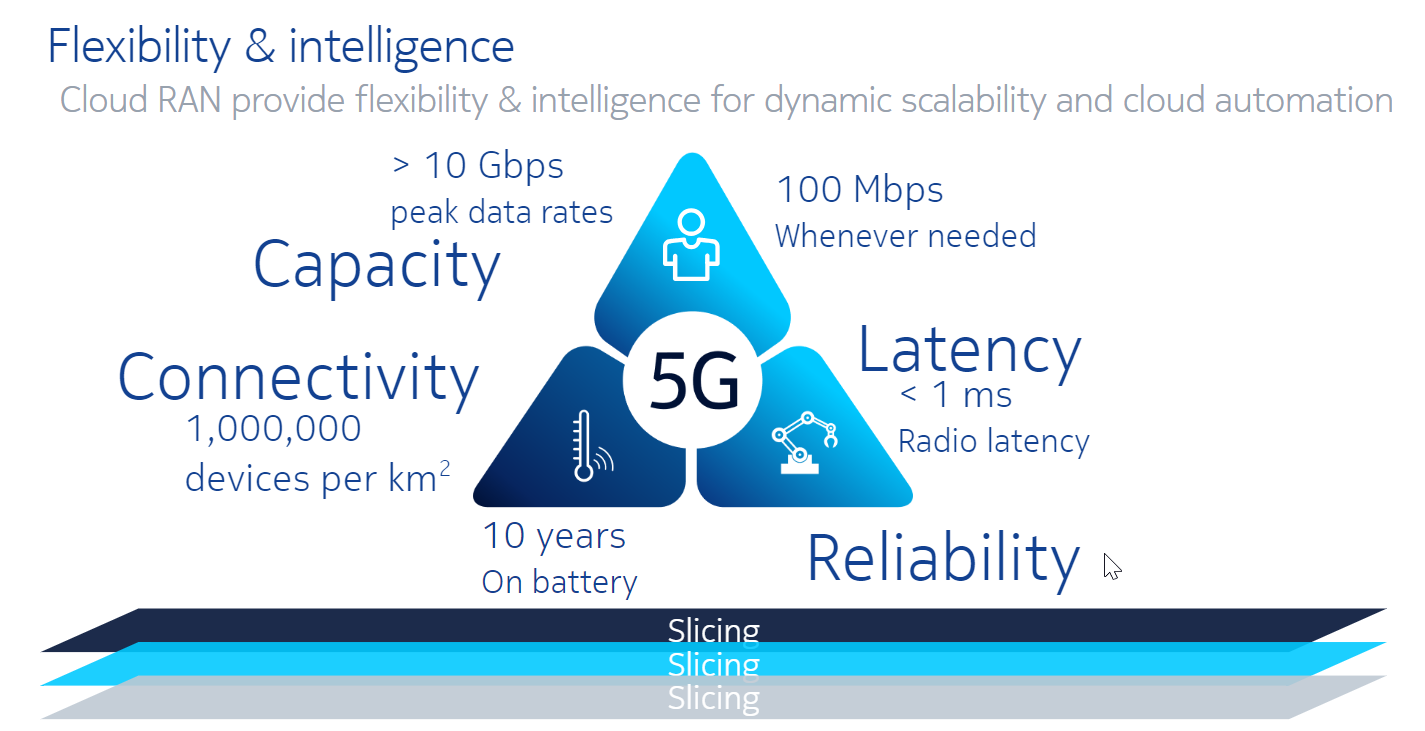 Flexibility & intelligence
Cloud RAN provide flexibility & intelligence for dynamic scalability and cloud automation
> 10 Gbps
peak data rates
100 Mbps
Whenever needed
Capacity
Latency
< 1 ms
Radio latency
Connectivity
1,000,000
devices per km²
5G
10 years
On battery
Reliability
Slicing
Slicing
Slicing